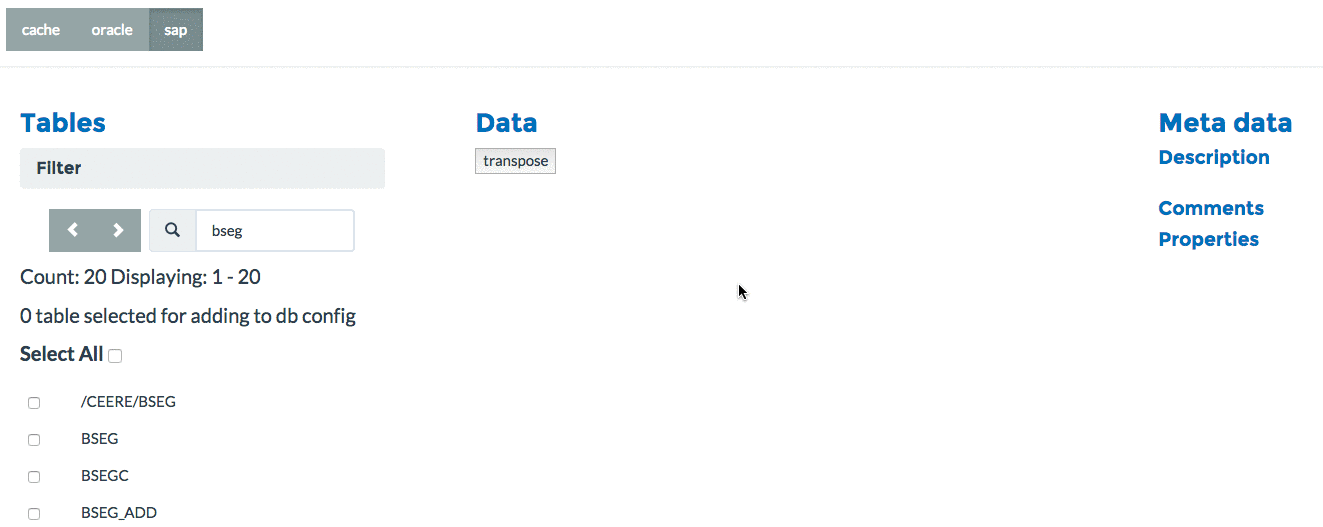 cache oracle sap
Tables
Filter
bseg
Count: 20 Displaying: 1 - 20
0 table selected for adding to db config
Select All
/CEERE/BSEG
BSEG
BSEGC
BSEG_ADD
Data
transpose
Meta data
Description
Comments
Properties